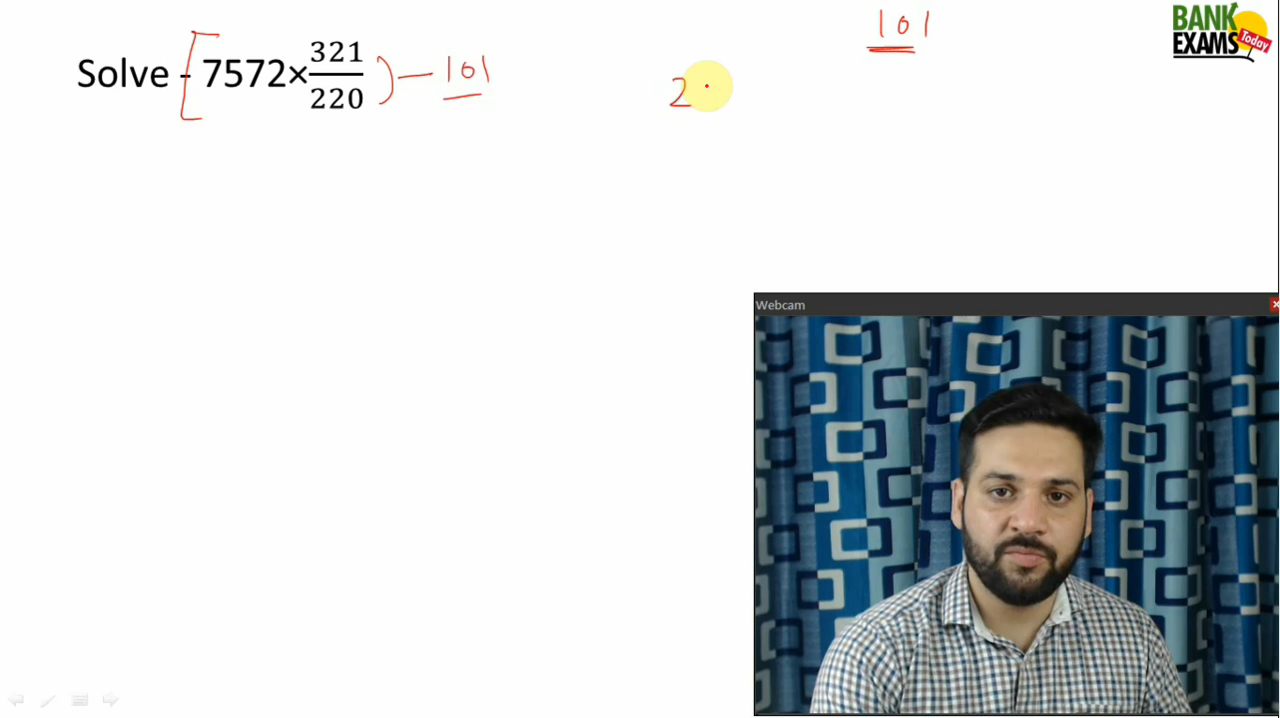 101
BANK
EXAMS
Today
Solve - [7572×321/220) — 101
2
Webcam